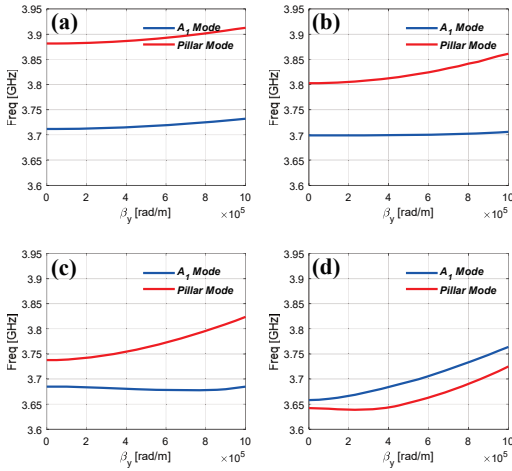 (a)
A1 Mode
Pillar Mode
Freq [GHz]
3.95
3.9
3.85
3.8
3.75
3.7
3.65
3.6
0 2 4 6 8 10
βy [rad/m]
×10^5
(b)
A1 Mode
Pillar Mode
Freq [GHz]
3.95
3.9
3.85
3.8
3.75
3.7
3.65
3.6
0 2 4 6 8 10
βy [rad/m]
×10^5
(c)
A1 Mode
Pillar Mode
Freq [GHz]
3.95
3.9
3.85
3.8
3.75
3.7
3.65
3.6
0 2 4 6 8 10
βy [rad/m]
×10^5
(d)
A1 Mode
Pillar Mode
Freq [GHz]
3.95
3.9
3.85
3.8
3.75
3.7
3.65
3.6
0 2 4 6 8 10
βy [rad/m]
×10^5